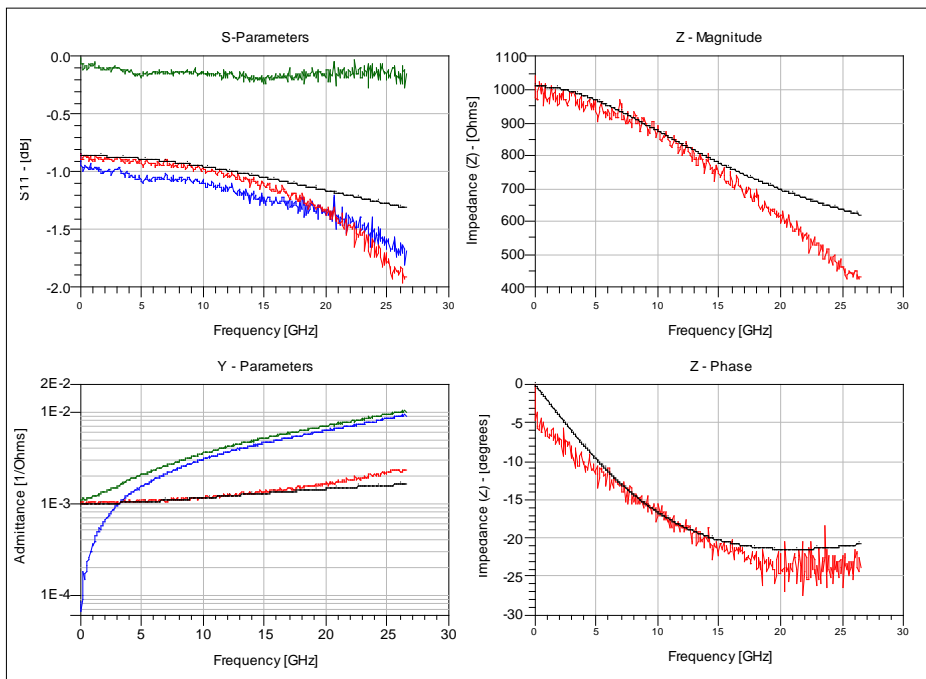 S-Parameters
0.0
-0.5
-1.0
-1.5
-2.0
S11 - [dB]
0 5 10 15 20 25 30
Frequency [GHz]
Z - Magnitude
1100
1000
900
800
700
600
500
400
Impedance (Z) - [Ohms]
0 5 10 15 20 25 30
Frequency [GHz]
Y - Parameters
2E-2
1E-2
1E-3
1E-4
Admittance [1/Ohms]
0 5 10 15 20 25 30
Frequency [GHz]
Z - Phase
0
-5
-10
-15
-20
-25
-30
Impedance (Z) - [degrees]
0 5 10 15 20 25 30
Frequency [GHz]